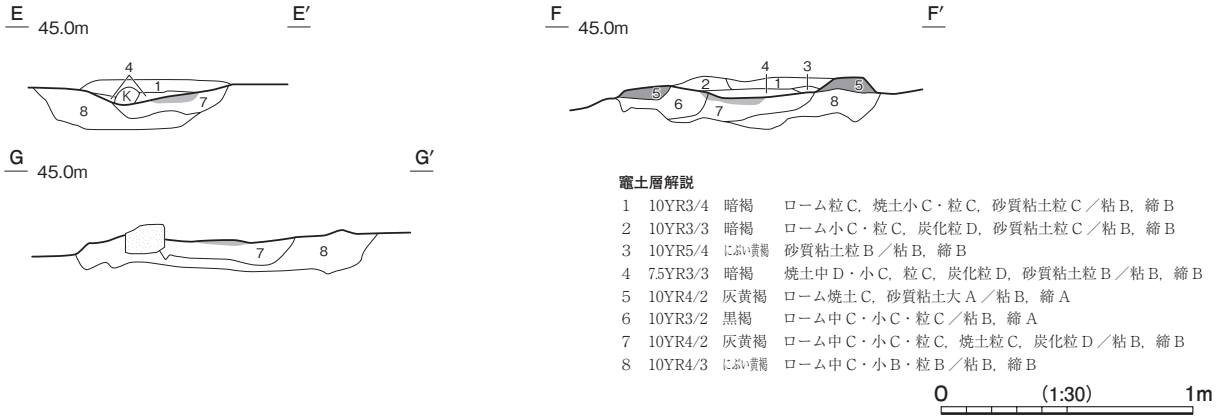 E 45.0m E′
4
1
K
7
8
F 45.0m F′
2 4 1 3
5 6 7 8 5
G 45.0m G′
7 8
竈土層解説
1 10YR3/4 暗褐 ローム粒C，焼土小C・粒C，砂質粘土粒C／粘B，締B
2 10YR3/3 暗褐 ローム小C・粒C，炭化粒D，砂質粘土粒C／粘B，締B
3 10YR5/4 にぶい黄褐 砂質粘土粒B／粘B，締B
4 7.5YR3/3 暗褐 焼土中D・小C，粒C，炭化粒D，砂質粘土粒B／粘B，締B
5 10YR4/2 灰黄褐 ローム焼土C，砂質粘土大A／粘B，締A
6 10YR3/2 黒褐 ローム中C・小C・粒C／粘B，締A
7 10YR4/2 灰黄褐 ローム中C・小C・粒C，焼土粒C，炭化粒D／粘B，締B
8 10YR4/3 にぶい黄褐 ローム中C・小B・粒B／粘B，締B
0 (1:30) 1m